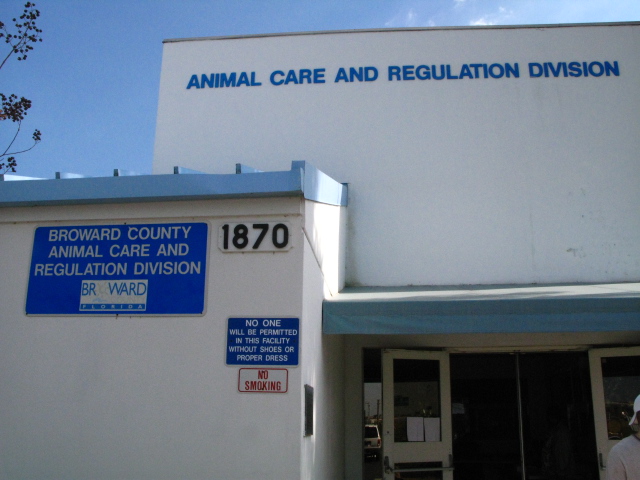 ANIMAL CARE AND REGULATION DIVISION
BROWARD COUNTY
ANIMAL CARE AND
REGULATION DIVISION
BROWARD
FLORIDA
1870
NO ONE
WILL BE PERMITTED
IN THIS FACILITY
WITHOUT SHOES OR
PROPER DRESS
NO
SMOKING